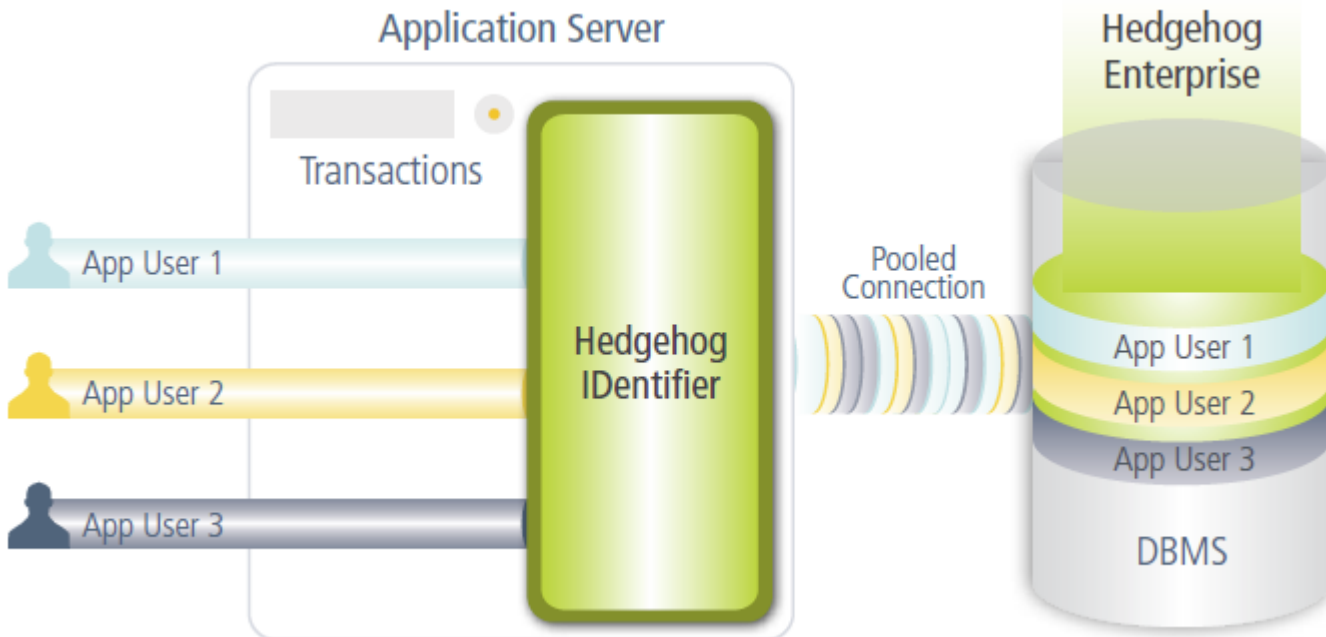 Application Server
Hedgehog
Enterprise
Transactions
App User 1
App User 2
App User 3
Hedgehog
IDentifier
Pooled
Connection
App User 1
App User 2
App User 3
DBMS